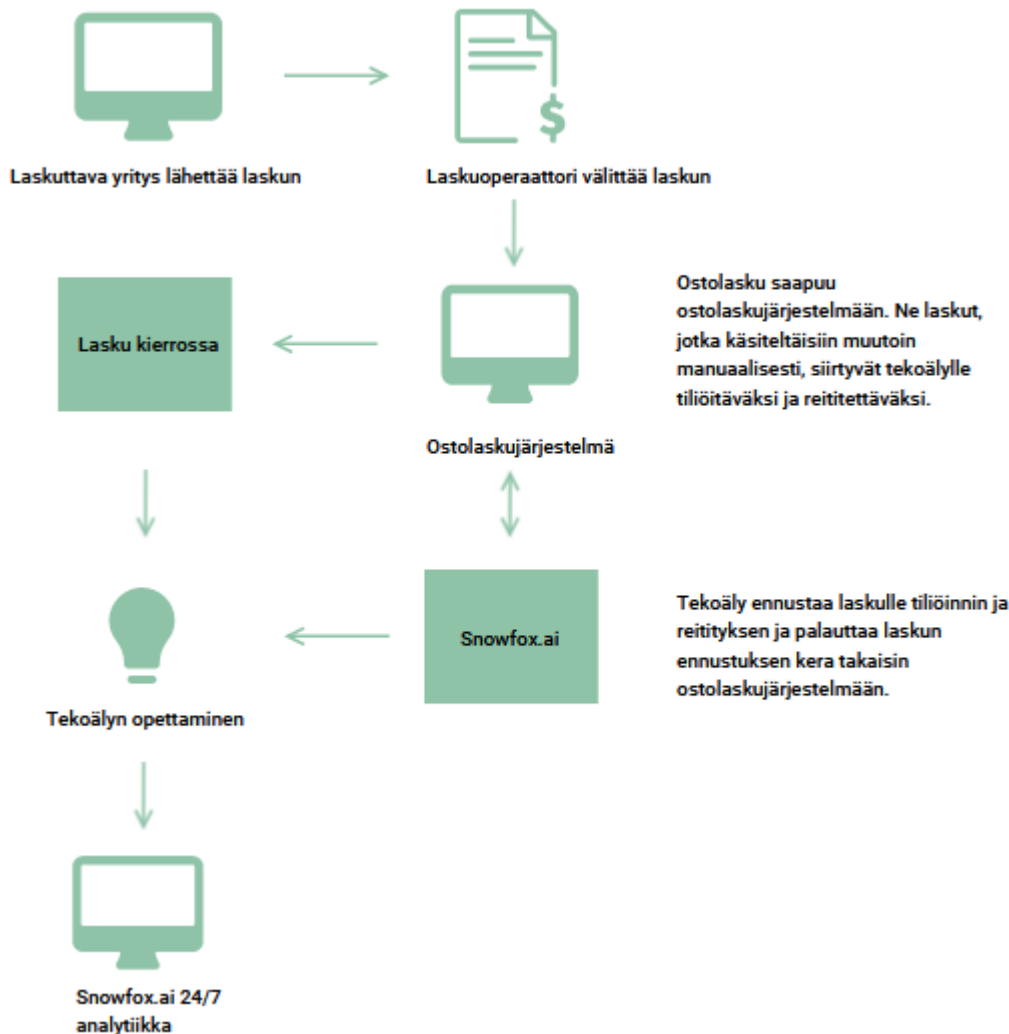 $
Laskuttava yritys lähettää laskun
Laskuoperaattori välittää laskun
Lasku kierrossa
Ostolasku saapuu
ostolaskujärjestelmään. Ne laskut,
jotka käsiteltäisiin muutoin
manuaalisesti, siirtyvät tekoälylle
tiliöitäväksi ja reititettäväksi.
Ostolaskujärjestelmä
Snowfox.ai
Tekoäly ennustaa laskulle tiliöinnin ja
reitityksen ja palauttaa laskun
ennustuksen kera takaisin
ostolaskujärjestelmään.
Tekoälyn opettaminen
Snowfox.ai 24/7
analytiikka